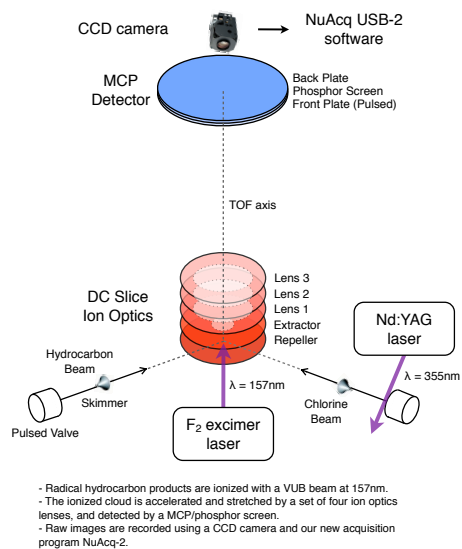 CCD camera
NuAcq USB-2
software
MCP
Detector
Back Plate
Phosphor Screen
Front Plate (Pulsed)
TOF axis
DC Slice
Ion Optics
Lens 3
Lens 2
Lens 1
Extractor
Repeller
Nd:YAG
laser
Hydrocarbon
Beam
Skimmer
Pulsed Valve
λ = 157nm
λ = 355nm
Chlorine
Beam
F₂ excimer
laser
- Radical hydrocarbon products are ionized with a VUB beam at 157nm.
- The ionized cloud is accelerated and stretched by a set of four ion optics
lenses, and detected by a MCP/phosphor screen.
- Raw images are recorded using a CCD camera and our new acquisition
program NuAcq-2.